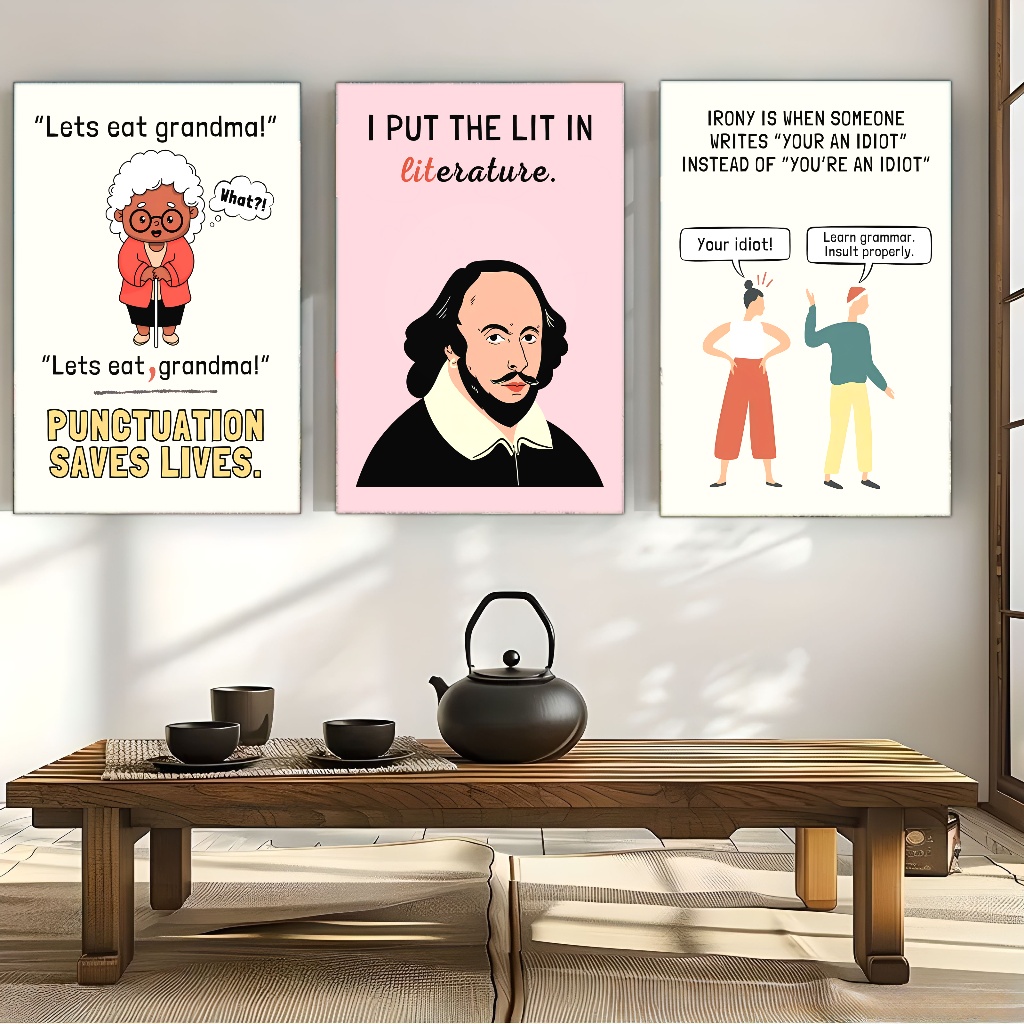 “Lets eat grandma!”
What?!
“Lets eat, grandma!”
PUNCTUATION
SAVES LIVES.
I PUT THE LIT IN
literature.
IRONY IS WHEN SOMEONE
WRITES “YOUR AN IDIOT”
INSTEAD OF “YOU’RE AN IDIOT“
Your idiot!
Learn grammar.
Insult properly.